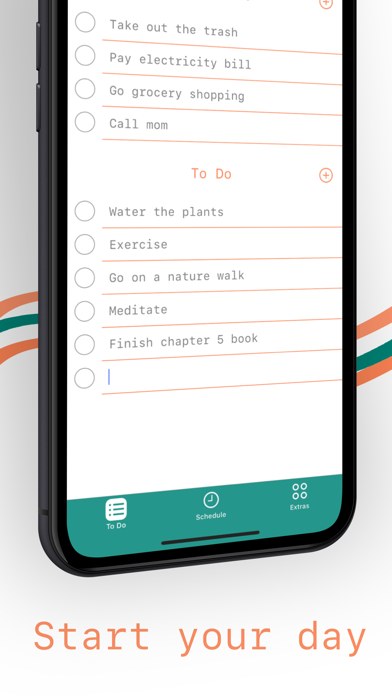 Take out the trash
Pay electricity bill
Go grocery shopping
Call mom
To Do
Water the plants
Exercise
Go on a nature walk
Meditate
Finish chapter 5 book
To Do
Schedule
Extras
Start your day